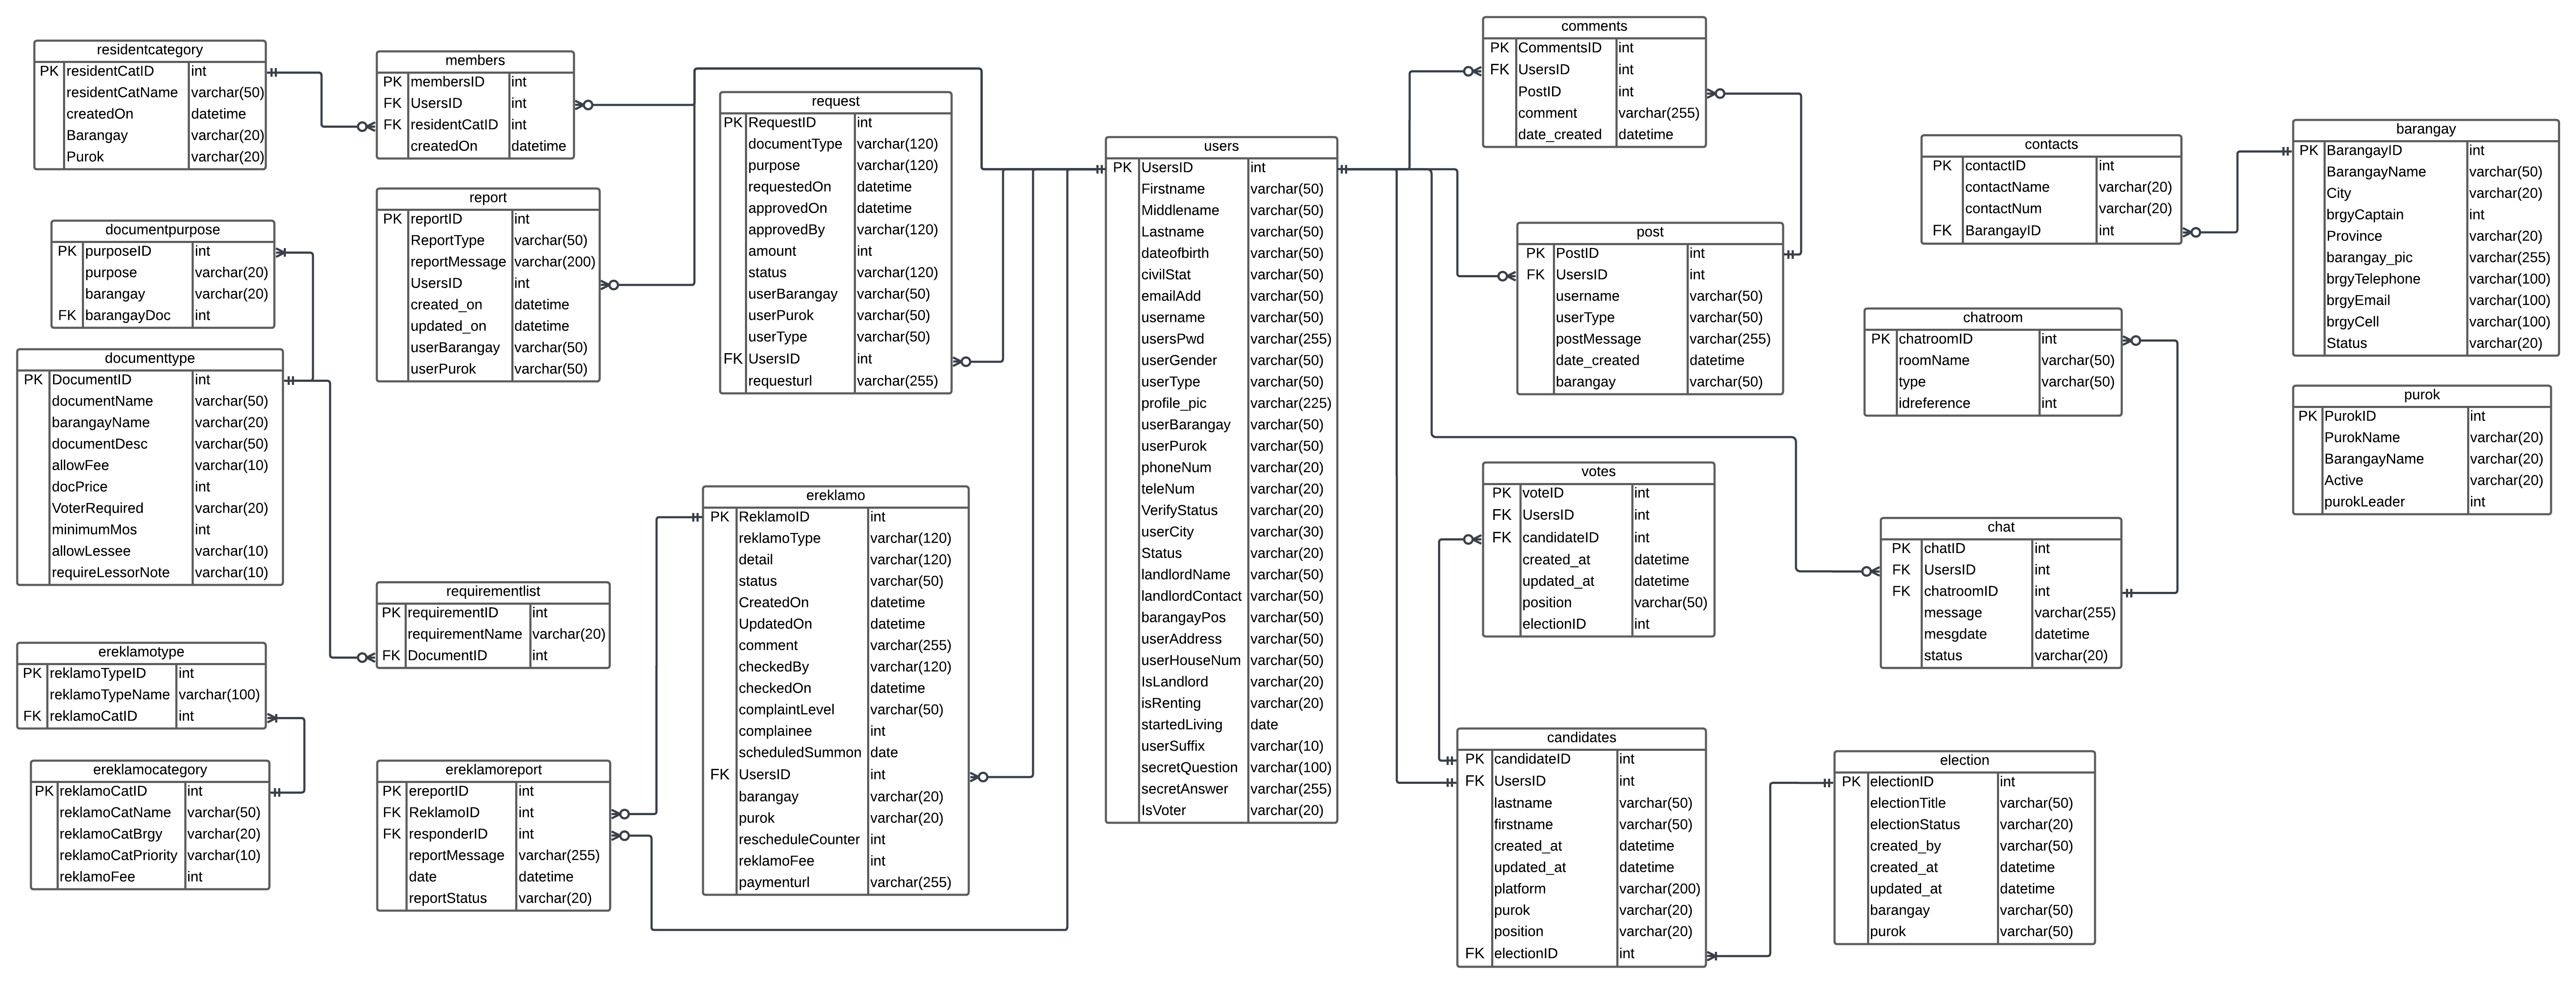 residentcategory
PK residentCatID int
residentCatName varchar(50)
createdOn datetime
Barangay varchar(20)
Purok varchar(20)
documentpurpose
PK purposeID int
purpose varchar(20)
barangay varchar(20)
FK barangayDoc int
documenttype
PK DocumentID int
documentName varchar(50)
barangayName varchar(20)
documentDesc varchar(50)
allowFee varchar(10)
docPrice int
VoterRequired varchar(20)
minimumMos int
allowLessee varchar(10)
requireLessorNote varchar(10)
ereklamotype
PK reklamoTypeID int
reklamoTypeName varchar(100)
FK reklamoCatID int
ereklamocategory
PK reklamoCatID int
reklamoCatName varchar(50)
reklamoCatBrgy varchar(20)
reklamoCatPriority varchar(10)
reklamoFee int
members
PK membersID int
FK UsersID int
FK residentCatID int
createdOn datetime
report
PK reportID int
ReportType varchar(50)
reportMessage varchar(200)
UsersID int
created_on datetime
updated_on datetime
userBarangay varchar(50)
userPurok varchar(50)
requirementlist
PK requirementID int
requirementName varchar(20)
FK DocumentID int
ereklamoreport
PK ereportID int
FK ReklamoID int
FK responderID int
reportMessage varchar(255)
date datetime
reportStatus varchar(20)
request
PK RequestID int
documentType varchar(120)
purpose varchar(120)
requestedOn datetime
approvedOn datetime
approvedBy varchar(120)
amount int
status varchar(120)
userBarangay varchar(50)
userPurok varchar(50)
userType varchar(50)
FK UsersID int
requesturl varchar(255)
ereklamo
PK ReklamoID int
reklamoType varchar(120)
detail varchar(120)
status varchar(50)
CreatedOn datetime
UpdatedOn datetime
comment varchar(255)
checkedBy varchar(120)
checkedOn datetime
complaintLevel varchar(50)
complainee int
scheduledSummon date
FK UsersID int
barangay varchar(20)
purok varchar(20)
rescheduleCounter int
reklamoFee int
paymenturl varchar(255)
users
PK UsersID int
Firstname varchar(50)
Middlename varchar(50)
Lastname varchar(50)
dateofbirth varchar(50)
civilStat varchar(50)
emailAdd varchar(50)
username varchar(50)
usersPwd varchar(255)
userGender varchar(50)
userType varchar(50)
profile_pic varchar(225)
userBarangay varchar(50)
userPurok varchar(50)
phoneNum varchar(20)
teleNum varchar(20)
VerifyStatus varchar(20)
userCity varchar(30)
Status varchar(20)
landlordName varchar(50)
landlordContact varchar(50)
barangayPos varchar(50)
userAddress varchar(50)
userHouseNum varchar(50)
IsLandlord varchar(20)
isRenting varchar(20)
startedLiving date
userSuffix varchar(10)
secretQuestion varchar(100)
secretAnswer varchar(255)
IsVoter varchar(20)
comments
PK CommentsID int
FK UsersID int
PostID int
comment varchar(255)
date_created datetime
post
PK PostID int
FK UsersID int
username varchar(50)
userType varchar(50)
postMessage varchar(255)
date_created datetime
barangay varchar(50)
votes
PK voteID int
FK UsersID int
FK candidateID int
created_at datetime
updated_at datetime
position varchar(50)
electionID int
candidates
PK candidateID int
FK UsersID int
lastname varchar(50)
firstname varchar(50)
created_at datetime
updated_at datetime
platform varchar(200)
purok varchar(20)
position varchar(20)
FK electionID int
contacts
PK contactID int
contactName varchar(20)
contactNum varchar(20)
FK BarangayID int
chatroom
PK chatroomID int
roomName varchar(50)
type varchar(50)
idreference int
chat
PK chatID int
FK UsersID int
FK chatroomID int
message varchar(255)
mesgdate datetime
status varchar(20)
election
PK electionID int
electionTitle varchar(50)
electionStatus varchar(20)
created_by varchar(50)
created_at datetime
updated_at datetime
barangay varchar(50)
purok varchar(50)
barangay
PK BarangayID int
BarangayName varchar(50)
City varchar(20)
brgyCaptain int
Province varchar(20)
barangay_pic varchar(255)
brgyTelephone varchar(100)
brgyEmail varchar(100)
brgyCell varchar(100)
Status varchar(20)
purok
PK PurokID int
PurokName varchar(20)
BarangayName varchar(20)
Active varchar(20)
purokLeader int